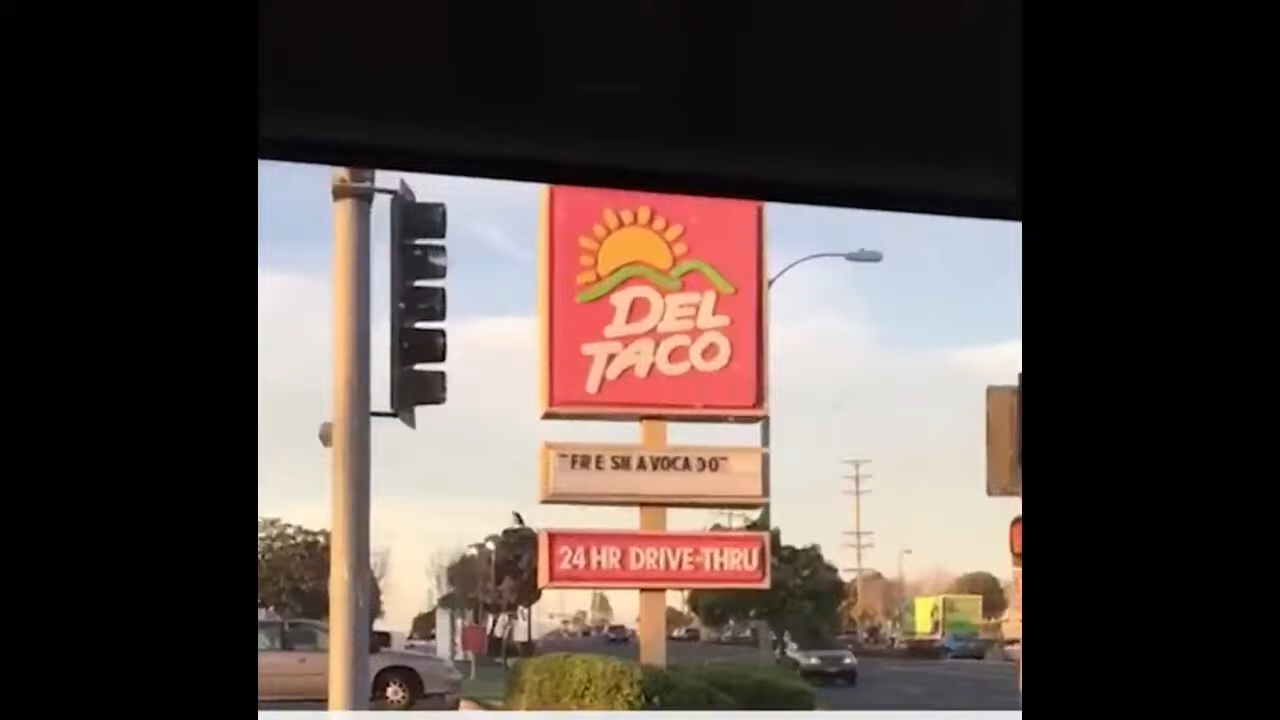 DEL
TACO
"FRE SH A VOCA DO"
24 HR DRIVE-THRU